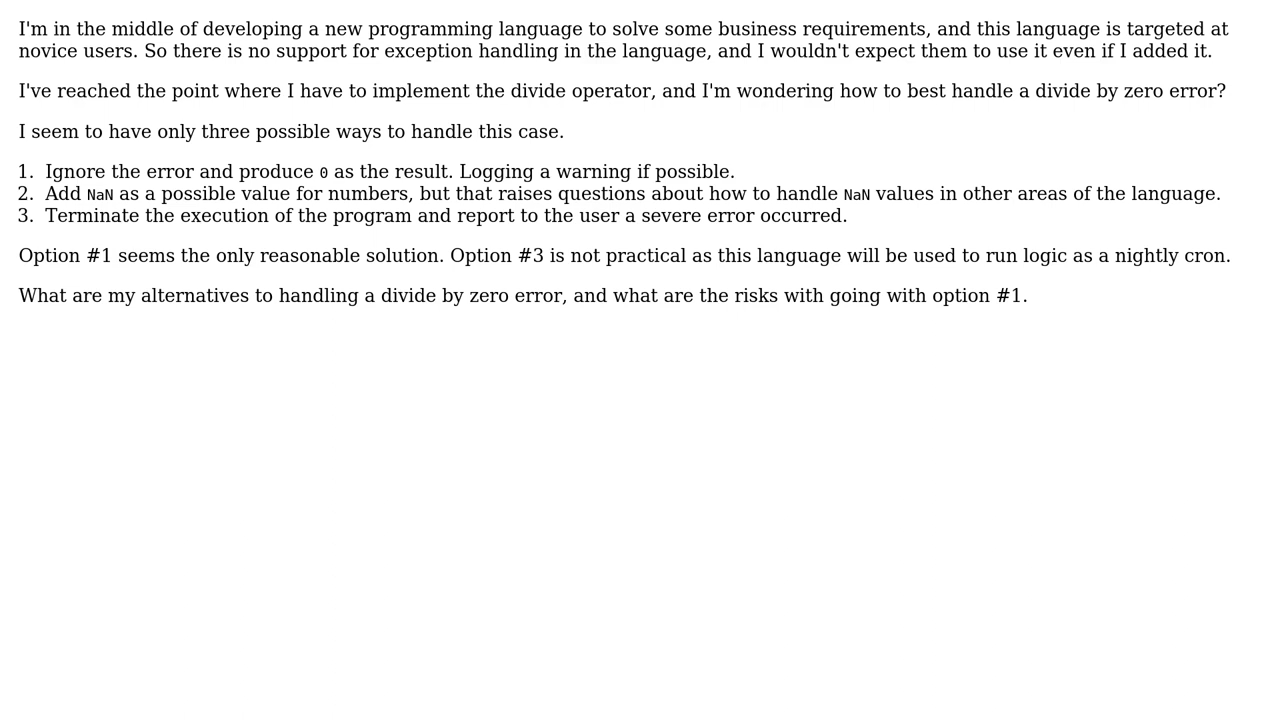 I'm in the middle of developing a new programming language to solve some business requirements, and this language is targeted at
novice users. So there is no support for exception handling in the language, and I wouldn't expect them to use it even if I added it.
I've reached the point where I have to implement the divide operator, and I'm wondering how to best handle a divide by zero error?
I seem to have only three possible ways to handle this case.
1. Ignore the error and produce 0 as the result. Logging a warning if possible.
2. Add NaN as a possible value for numbers, but that raises questions about how to handle NaN values in other areas of the language.
3. Terminate the execution of the program and report to the user a severe error occurred.
Option #1 seems the only reasonable solution. Option #3 is not practical as this language will be used to run logic as a nightly cron.
What are my alternatives to handling a divide by zero error, and what are the risks with going with option #1.